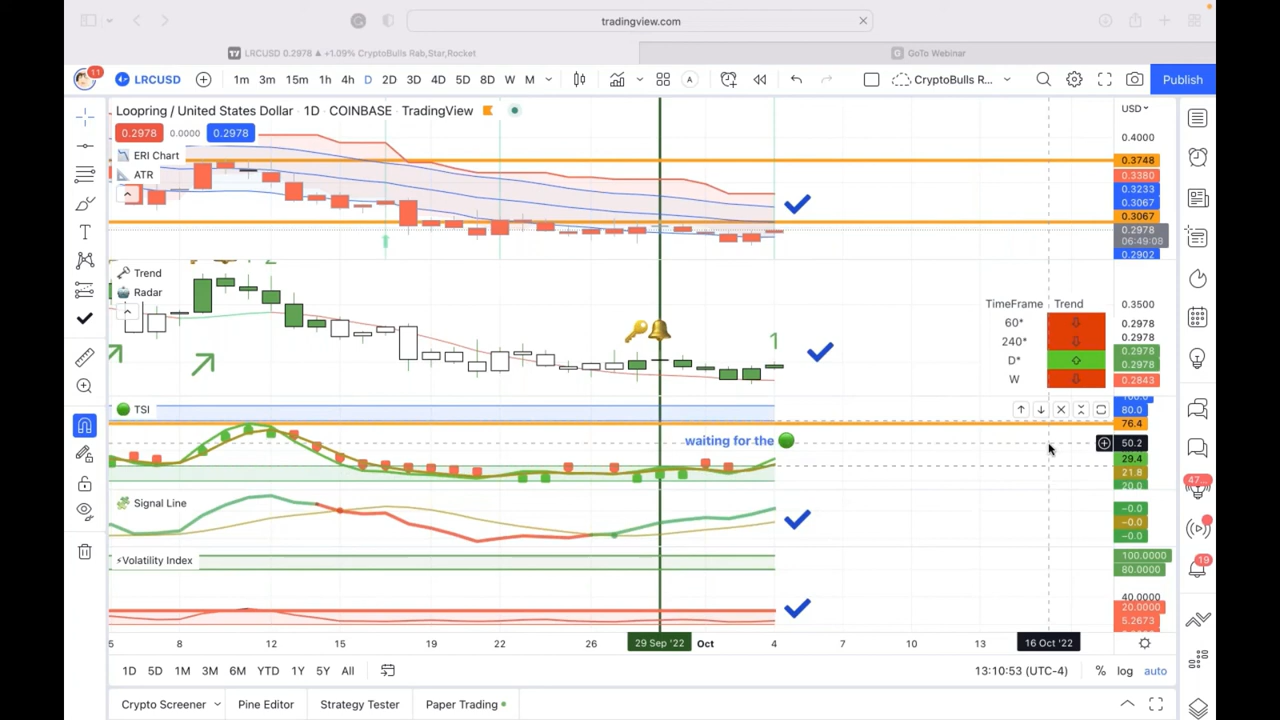 tradingview.com
LRCUSD 0.2978 ▲ +1.09% CryptoBulls Rab,Star,Rocket
GoTo Webinar
11
LRCUSD
1m 3m 15m 1h 4h D 2D 3D 4D 5D 8D W M
A
CryptoBulls R...
Publish
Loopring / United States Dollar · 1D · COINBASE · TradingView
USD
0.2978 0.0000 0.2978
ERI Chart
ATR
0.4000
0.3748
0.3380
0.3233
0.3067
0.3067
0.2978
06:49:08
0.2902
Trend
Radar
1
TimeFrame Trend
60*
240*
D*
W
0.3500
0.2978
0.2978
0.2978
0.2978
0.2843
TSI
waiting for the
100.0
80.0
76.4
50.2
29.4
21.8
20.0
Signal Line
−0.0
−0.0
−0.0
47...
19
⚡Volatility Index
100.0000
80.0000
40.0000
20.0000
5.2673
5 8 12 15 19 22 26 29 Sep '22 Oct 4 7 10 13 16 Oct '22
1D 5D 1M 3M 6M YTD 1Y 5Y All
13:10:53 (UTC-4) % log auto
Crypto Screener Pine Editor Strategy Tester Paper Trading